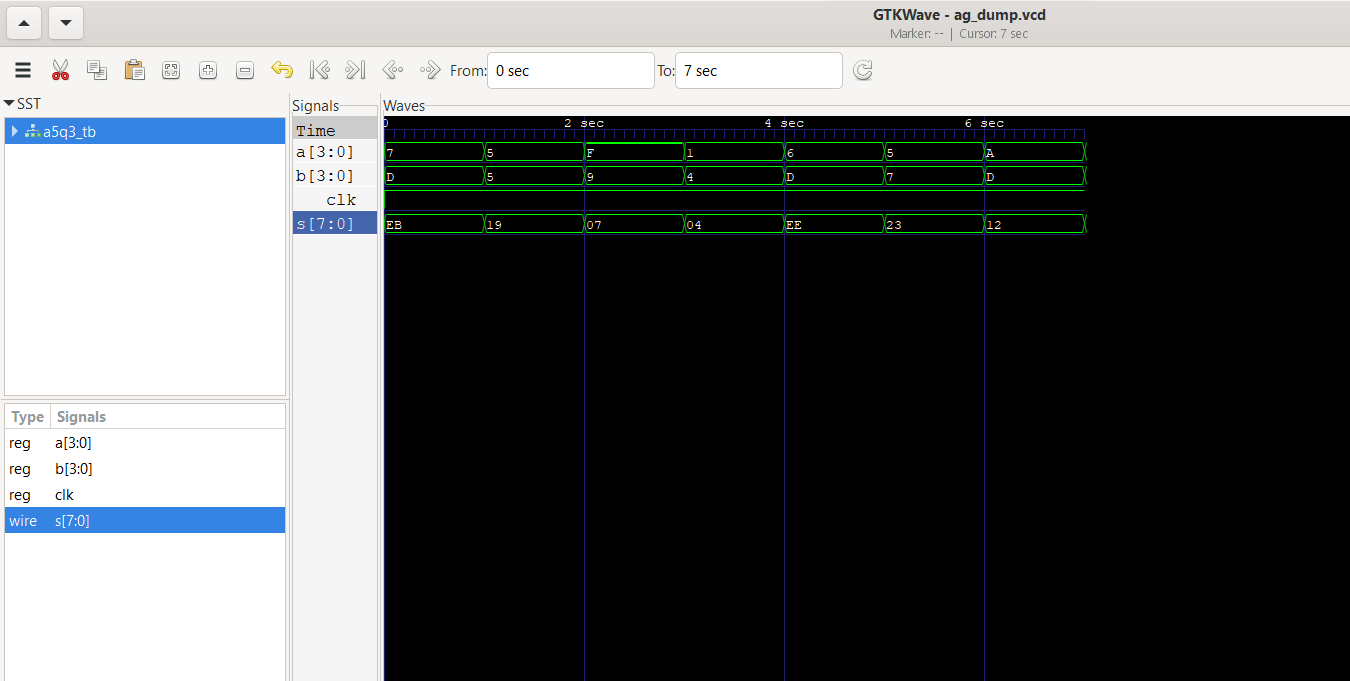 GTKWave - ag_dump.vcd
Marker: -- | Cursor: 7 sec
From: 0 sec To: 7 sec
SST
a5q3_tb
Type Signals
reg a[3:0]
reg b[3:0]
reg clk
wire s[7:0]
Signals
Time
a[3:0]
b[3:0]
clk
s[7:0]
Waves
0 2 sec 4 sec 6 sec
7 5 F 1 6 5 A
D 5 9 4 D 7 D
EB 19 07 04 EE 23 12